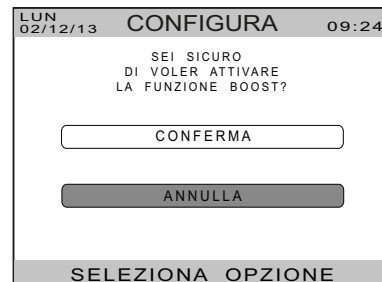 LUN
02/12/13 CONFIGURA 09:24
SEI SICURO
DI VOLER ATTIVARE
LA FUNZIONE BOOST?
CONFERMA
ANNULLA
SELEZIONA OPZIONE